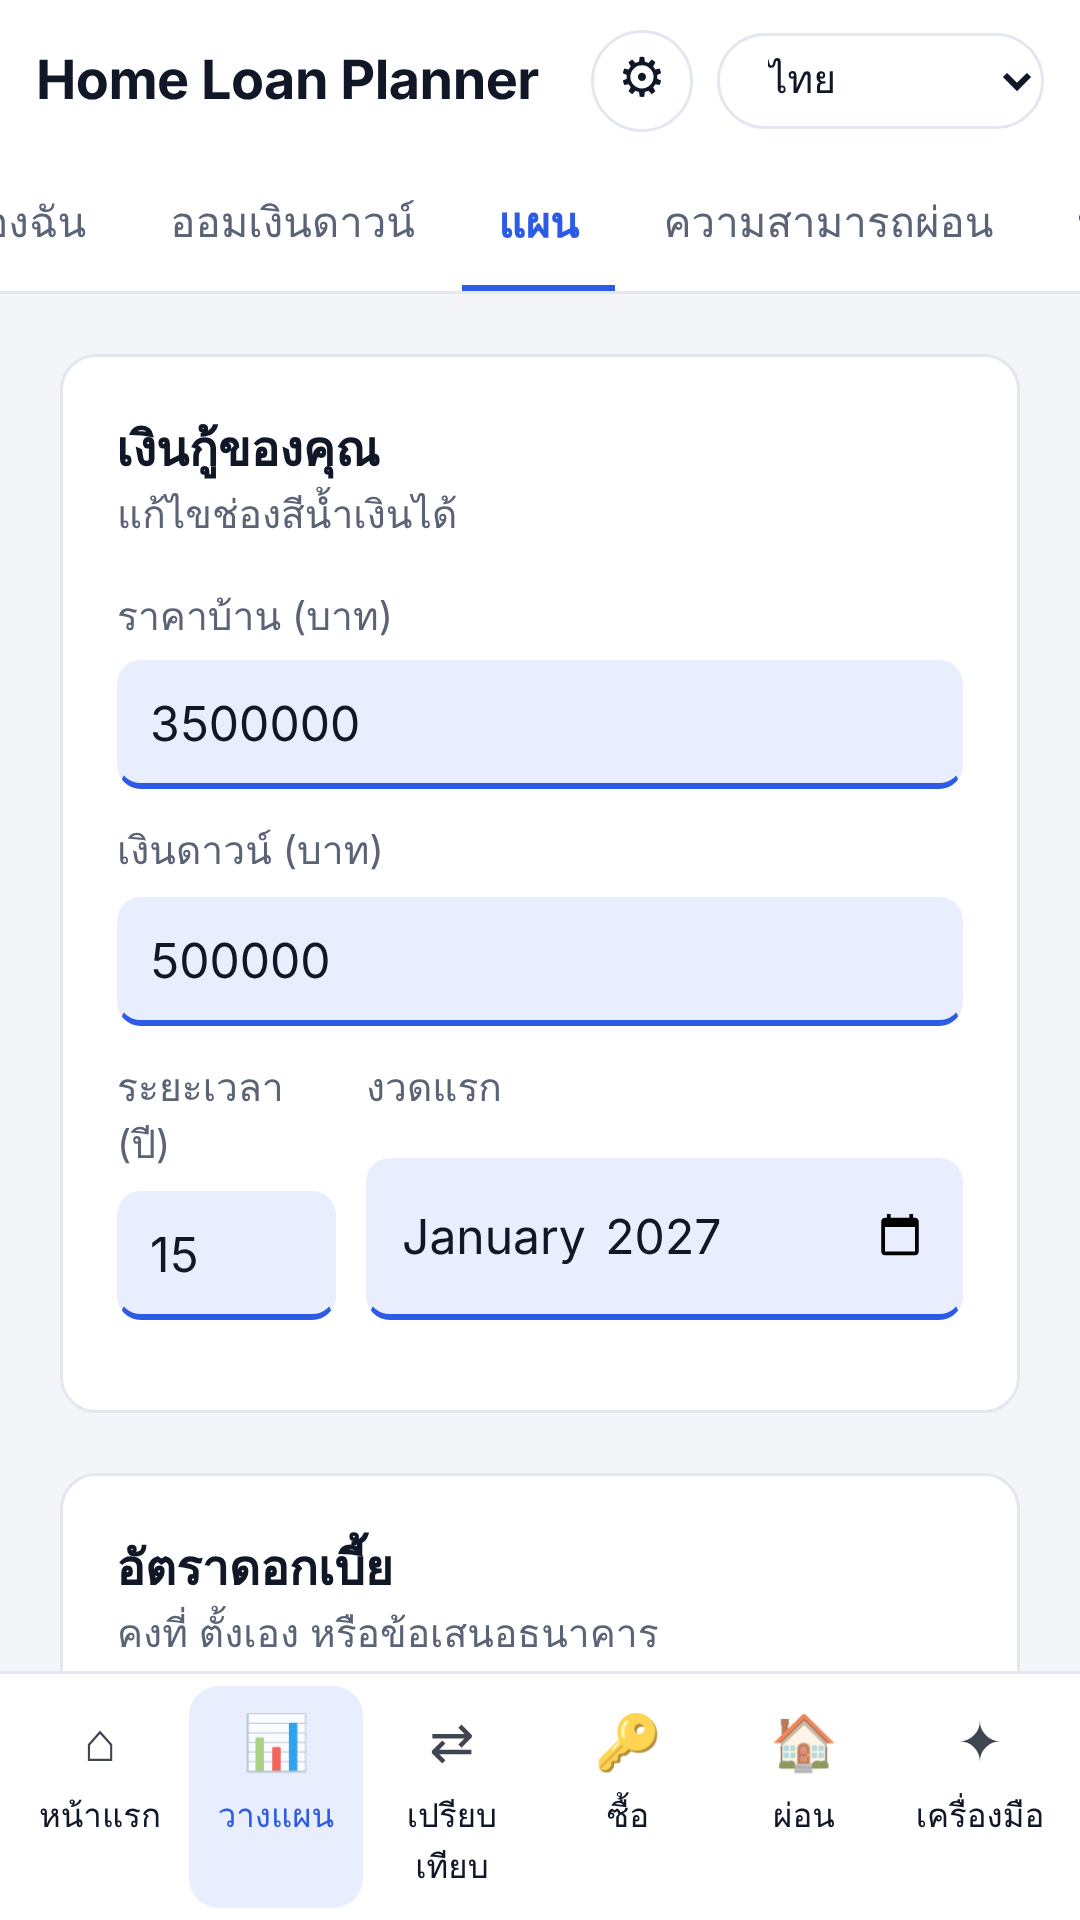 Home Loan Planner
ไทย
องฉัน ออมเงินดาวน์ แผน ความสามารถผ่อน
เงินกู้ของคุณ
แก้ไขช่องสีน้ำเงินได้
ราคาบ้าน (บาท)
3500000
เงินดาวน์ (บาท)
500000
ระยะเวลา (ปี)
15
งวดแรก
January 2027
อัตราดอกเบี้ย
คงที่ ตั้งเอง หรือข้อเสนอธนาคาร
หน้าแรก
วางแผน
เปรียบ
เทียบ
ซื้อ
ผ่อน
เครื่องมือ